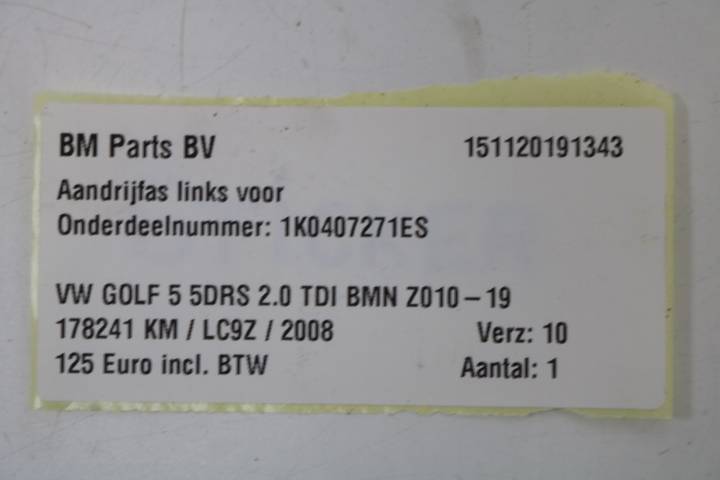 BM Parts BV 151120191343
Aandrijfas links voor
Onderdeelnummer: 1K0407271ES
VW GOLF 5 5DRS 2.0 TDI BMN Z010-19
178241 KM / LC9Z / 2008 Verz: 10
125 Euro incl. BTW Aantal: 1